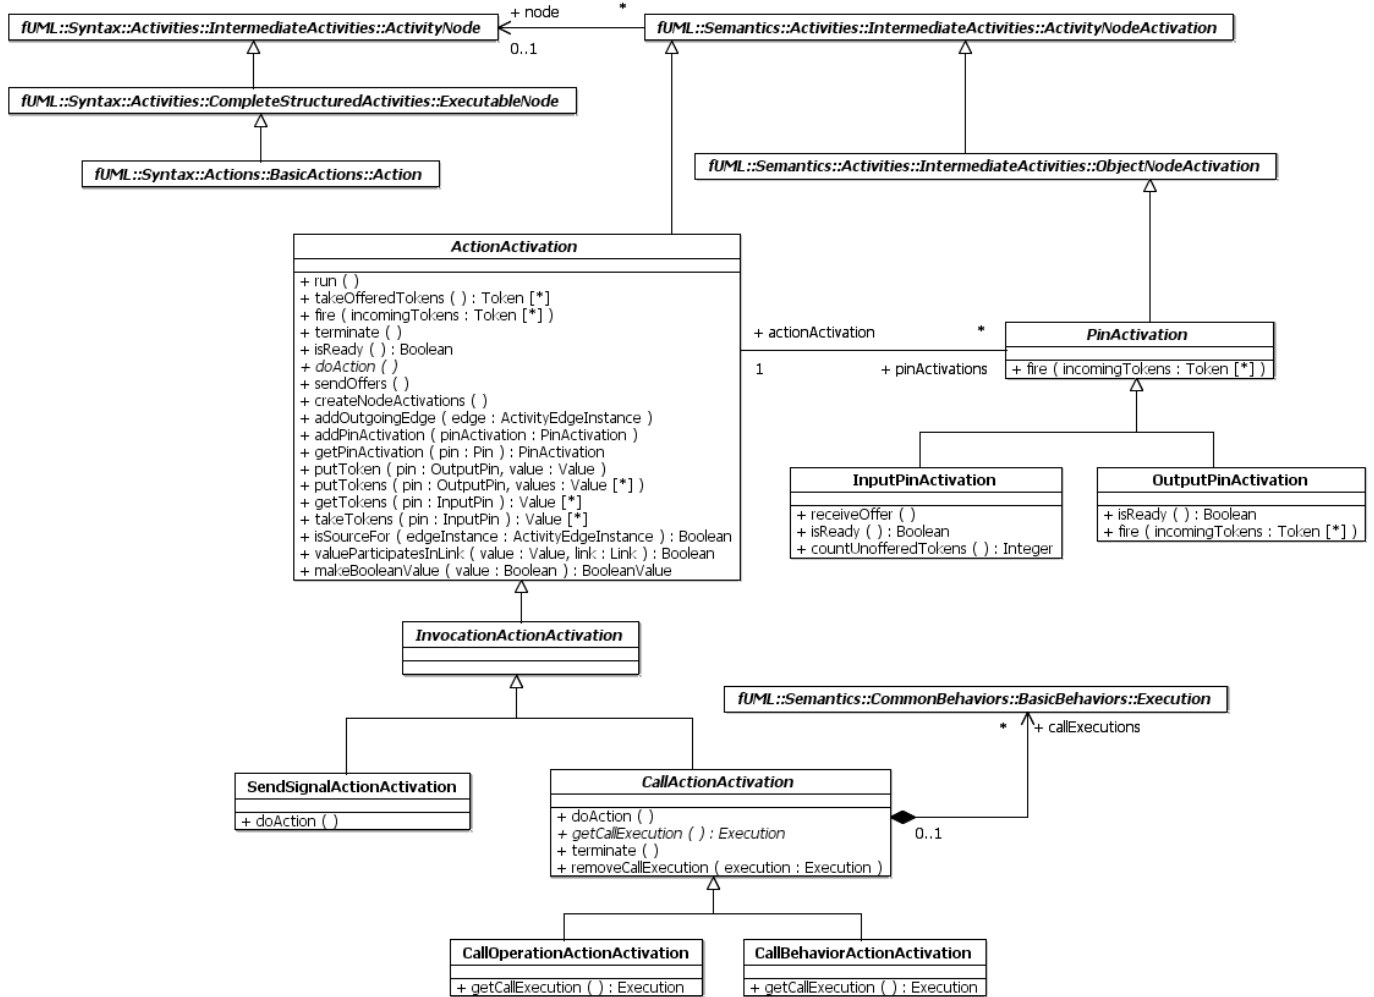 fUML::Syntax::Activities::IntermediateActivities::ActivityNode
+ node
*
0..1
fUML::Semantics::Activities::IntermediateActivities::ActivityNodeActivation
fUML::Syntax::Activities::CompleteStructuredActivities::ExecutableNode
fUML::Syntax::Actions::BasicActions::Action
fUML::Semantics::Activities::IntermediateActivities::ObjectNodeActivation
ActionActivation
+ run ( )
+ takeOfferedTokens ( ) : Token [*]
+ fire ( incomingTokens : Token [*] )
+ terminate ( )
+ isReady ( ) : Boolean
+ doAction ( )
+ sendOffers ( )
+ createNodeActivations ( )
+ addOutgoingEdge ( edge : ActivityEdgeInstance )
+ addPinActivation ( pinActivation : PinActivation )
+ getPinActivation ( pin : Pin ) : PinActivation
+ putToken ( pin : OutputPin, value : Value )
+ putTokens ( pin : OutputPin, values : Value [*] )
+ getTokens ( pin : InputPin ) : Value [*]
+ takeTokens ( pin : InputPin ) : Value [*]
+ isSourceFor ( edgeInstance : ActivityEdgeInstance ) : Boolean
+ valueParticipatesInLink ( value : Value, link : Link ) : Boolean
+ makeBooleanValue ( value : Boolean ) : BooleanValue
+ actionActivation
*
1
+ pinActivations
PinActivation
+ fire ( incomingTokens : Token [*] )
InputPinActivation
+ receiveOffer ( )
+ isReady ( ) : Boolean
+ countUnofferedTokens ( ) : Integer
OutputPinActivation
+ isReady ( ) : Boolean
+ fire ( incomingTokens : Token [*] )
InvocationActionActivation
fUML::Semantics::CommonBehaviors::BasicBehaviors::Execution
*
+ callExecutions
SendSignalActionActivation
+ doAction ( )
CallActionActivation
+ doAction ( )
+ getCallExecution ( ) : Execution
+ terminate ( )
+ removeCallExecution ( execution : Execution )
0..1
CallOperationActionActivation
+ getCallExecution ( ) : Execution
CallBehaviorActionActivation
+ getCallExecution ( ) : Execution